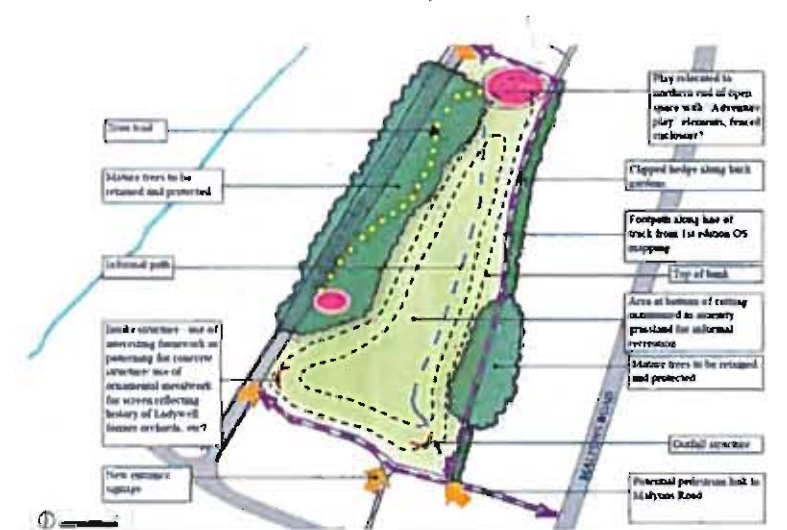 Play relocated to
northern end of open
space with "Adventure
play" elements, fenced
enclosure?
Mature trees to be
retained and protected
Clipped hedge along back
gardens
Footpath along line of
track from 1st edition OS
mapping
Informal path
Top of bank
Area at bottom of cutting
maintained as amenity
grassland for informal
recreation
Intake structure - use of
interesting formwork or
patterning for concrete
structure/ use of
ornamental metalwork
for screen reflecting
history of Ladywell
former orchards, etc?
Mature trees to be retained
and protected
MALYONS ROAD
Outfall structure
New entrance
signage
Potential pedestrian link to
Malyons Road